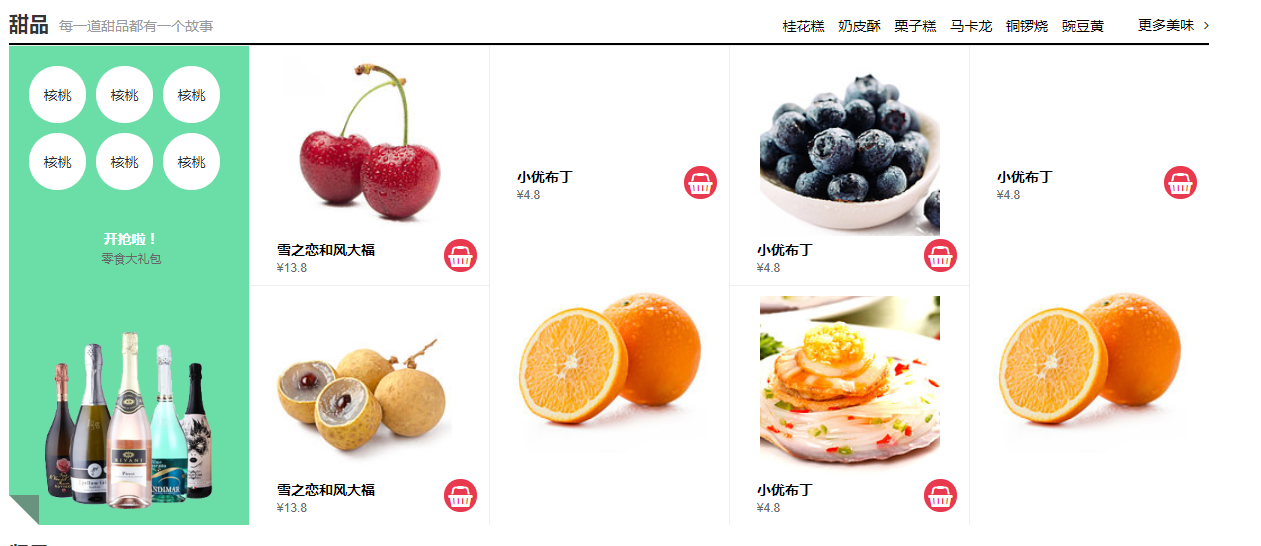 甜品 每一道甜品都有一个故事 桂花糕 奶皮酥 栗子糕 马卡龙 铜锣烧 豌豆黄 更多美味 >
核桃 核桃 核桃
核桃 核桃 核桃
开抢啦！
零食大礼包
雪之恋和风大福
¥13.8
小优布丁
¥4.8
小优布丁
¥4.8
小优布丁
¥4.8
雪之恋和风大福
¥13.8
小优布丁
¥4.8